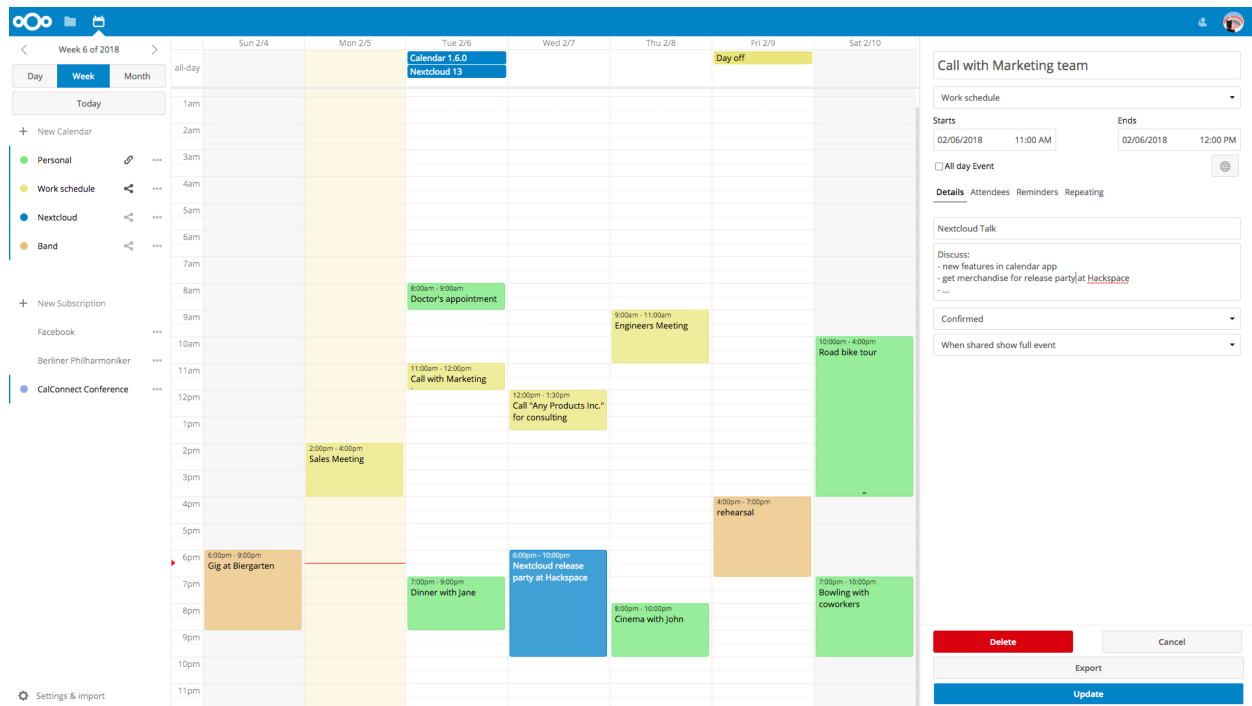 Week 6 of 2018
Day
Week
Month
Today
New Calendar
Personal
Work schedule
Nextcloud
Band
New Subscription
Facebook
Berliner Philharmoniker
CalConnect Conference
Settings & import
Sun 2/4
Mon 2/5
Tue 2/6
Wed 2/7
Thu 2/8
Fri 2/9
Sat 2/10
all-day
Calendar 1.6.0
Nextcloud 13
Day off
1am
2am
3am
4am
5am
6am
7am
8am
9am
10am
11am
12pm
1pm
2pm
3pm
4pm
5pm
6pm
7pm
8pm
9pm
10pm
11pm
6:00pm - 9:00pm
Gig at Biergarten
2:00pm - 4:00pm
Sales Meeting
8:00am - 9:00am
Doctor's appointment
11:00am - 12:00pm
Call with Marketing
7:00pm - 9:00pm
Dinner with Jane
12:00pm - 1:30pm
Call "Any Products Inc."
for consulting
6:00pm - 10:00pm
Nextcloud release
party at Hackspace
9:00am - 11:00am
Engineers Meeting
8:00pm - 10:00pm
Cinema with John
4:00pm - 7:00pm
rehearsal
10:00am - 4:00pm
Road bike tour
7:00pm - 10:00pm
Bowling with
coworkers
Call with Marketing team
Work schedule
Starts
Ends
02/06/2018 11:00 AM
02/06/2018 12:00 PM
All day Event
Details Attendees Reminders Repeating
Nextcloud Talk
Discuss:
- new features in calendar app
- get merchandise for release party at Hackspace
- ...
Confirmed
When shared show full event
Delete
Cancel
Export
Update